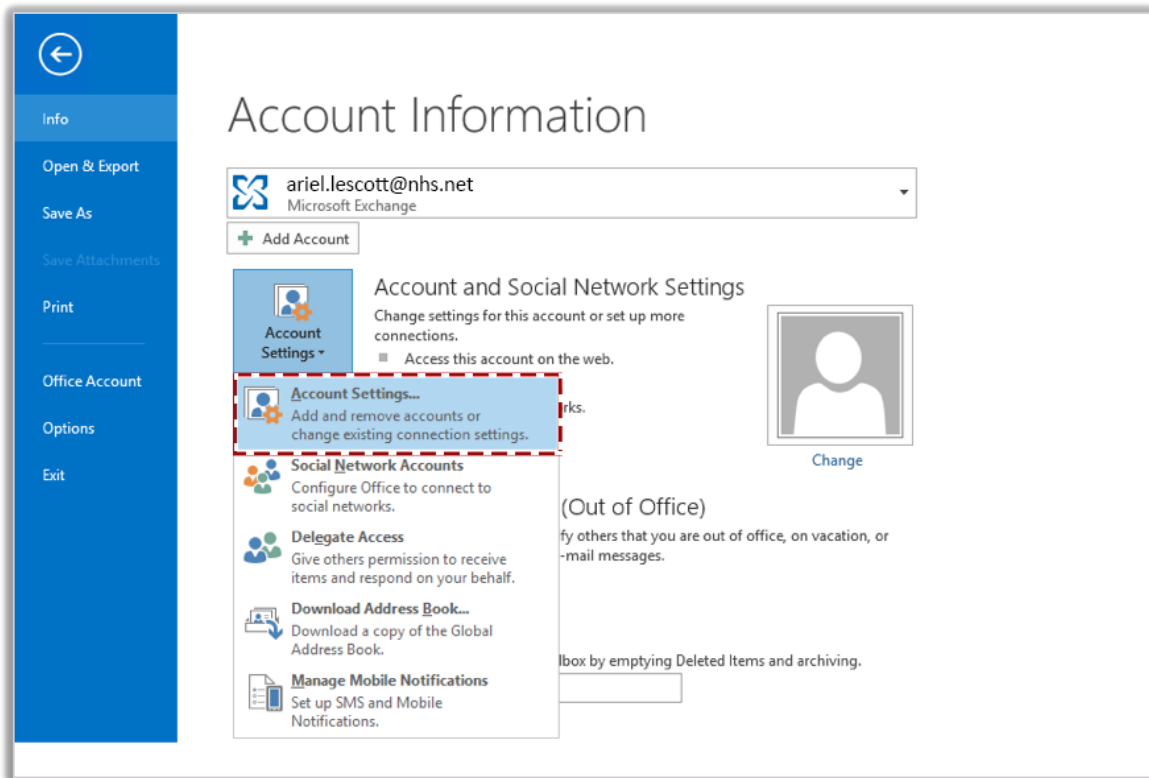 Account Information
Info
Open & Export
Save As
Save Attachments
Print
Office Account
Options
Exit
ariel.lescott@nhs.net
Microsoft Exchange
Add Account
Account
Settings
Account and Social Network Settings
Change settings for this account or set up more
connections.
Access this account on the web.
rks.
Change
Account Settings...
Add and remove accounts or
change existing connection settings.
Social Network Accounts
Configure Office to connect to
social networks.
Delegate Access
Give others permission to receive
items and respond on your behalf.
Download Address Book...
Download a copy of the Global
Address Book.
Manage Mobile Notifications
Set up SMS and Mobile
Notifications.
(Out of Office)
fy others that you are out of office, on vacation, or
-mail messages.
lbox by emptying Deleted Items and archiving.